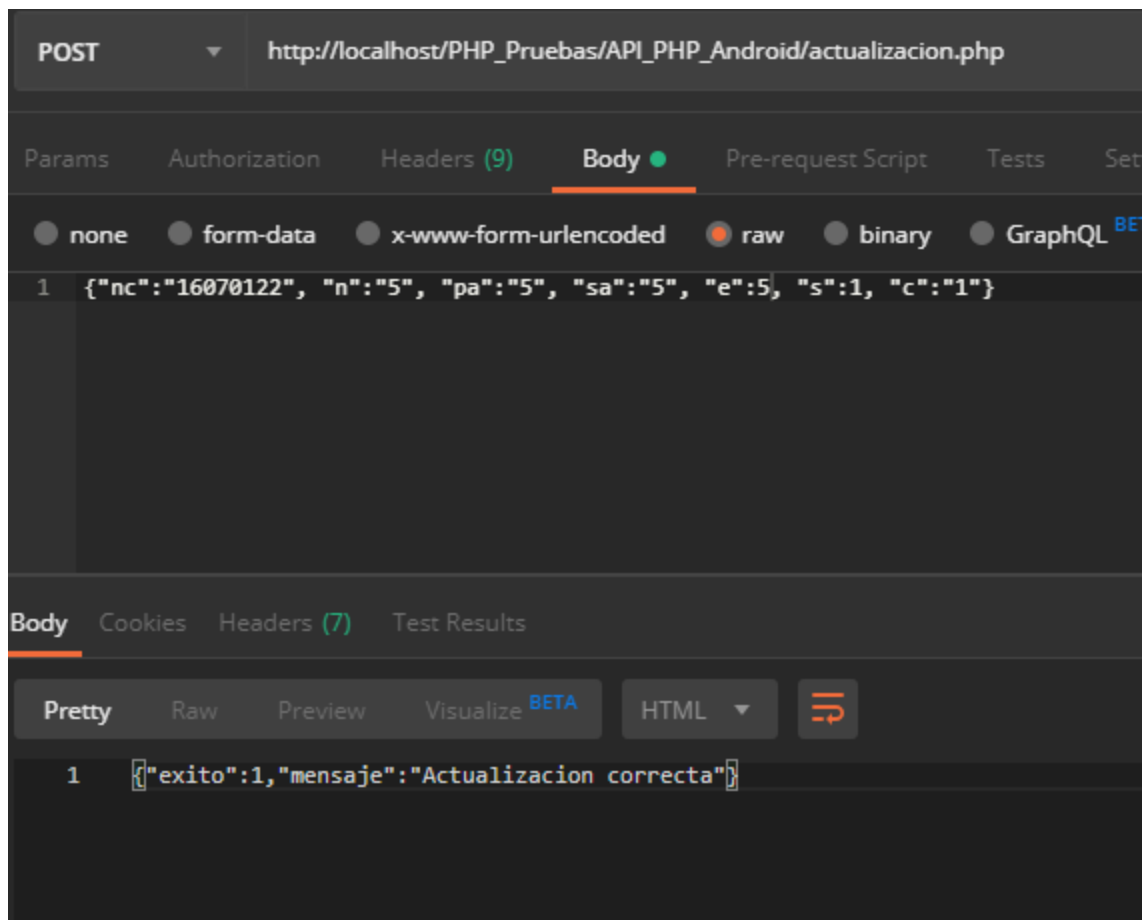 POST http://localhost/PHP_Pruebas/API_PHP_Android/actualizacion.php
Params Authorization Headers (9) Body Pre-request Script Tests Set
none form-data x-www-form-urlencoded raw binary GraphQL BET
1 {"nc":"16070122", "n":"5", "pa":"5", "sa":"5", "e":5, "s":1, "c":"1"}
Body Cookies Headers (7) Test Results
Pretty Raw Preview Visualize BETA HTML
1 {"exito":1,"mensaje":"Actualizacion correcta"}